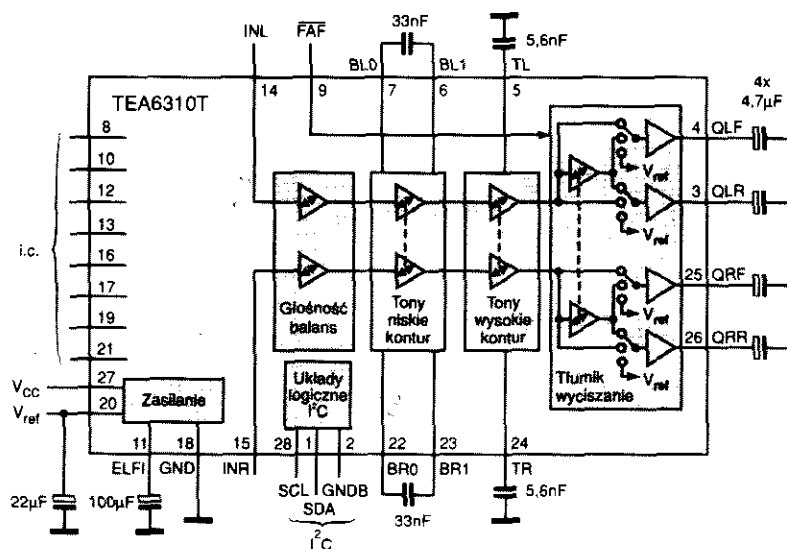 33nF
INL
FAF
5,6nF
BL0
BL1
TL
4x
4,7µF
TEA6310T
14
9
7
6
5
8
10
12
13
16
17
19
21
i.c.
4 QLF
Vref
3 QLR
Vref
25 QRF
26 QRR
Vref
Głośność
balans
Tony
niskie
kontur
Tony
wysokie
kontur
Tłumik
wyciszanie
VCC
27
Vref
20
Zasilanie
Układy
logiczne
I²C
11
18
15
28
1
2
22
23
24
ELFI
GND
INR
BR0
BR1
TR
SCL
SDA
GNDB
22µF
100µF
33nF
5,6nF
I²C